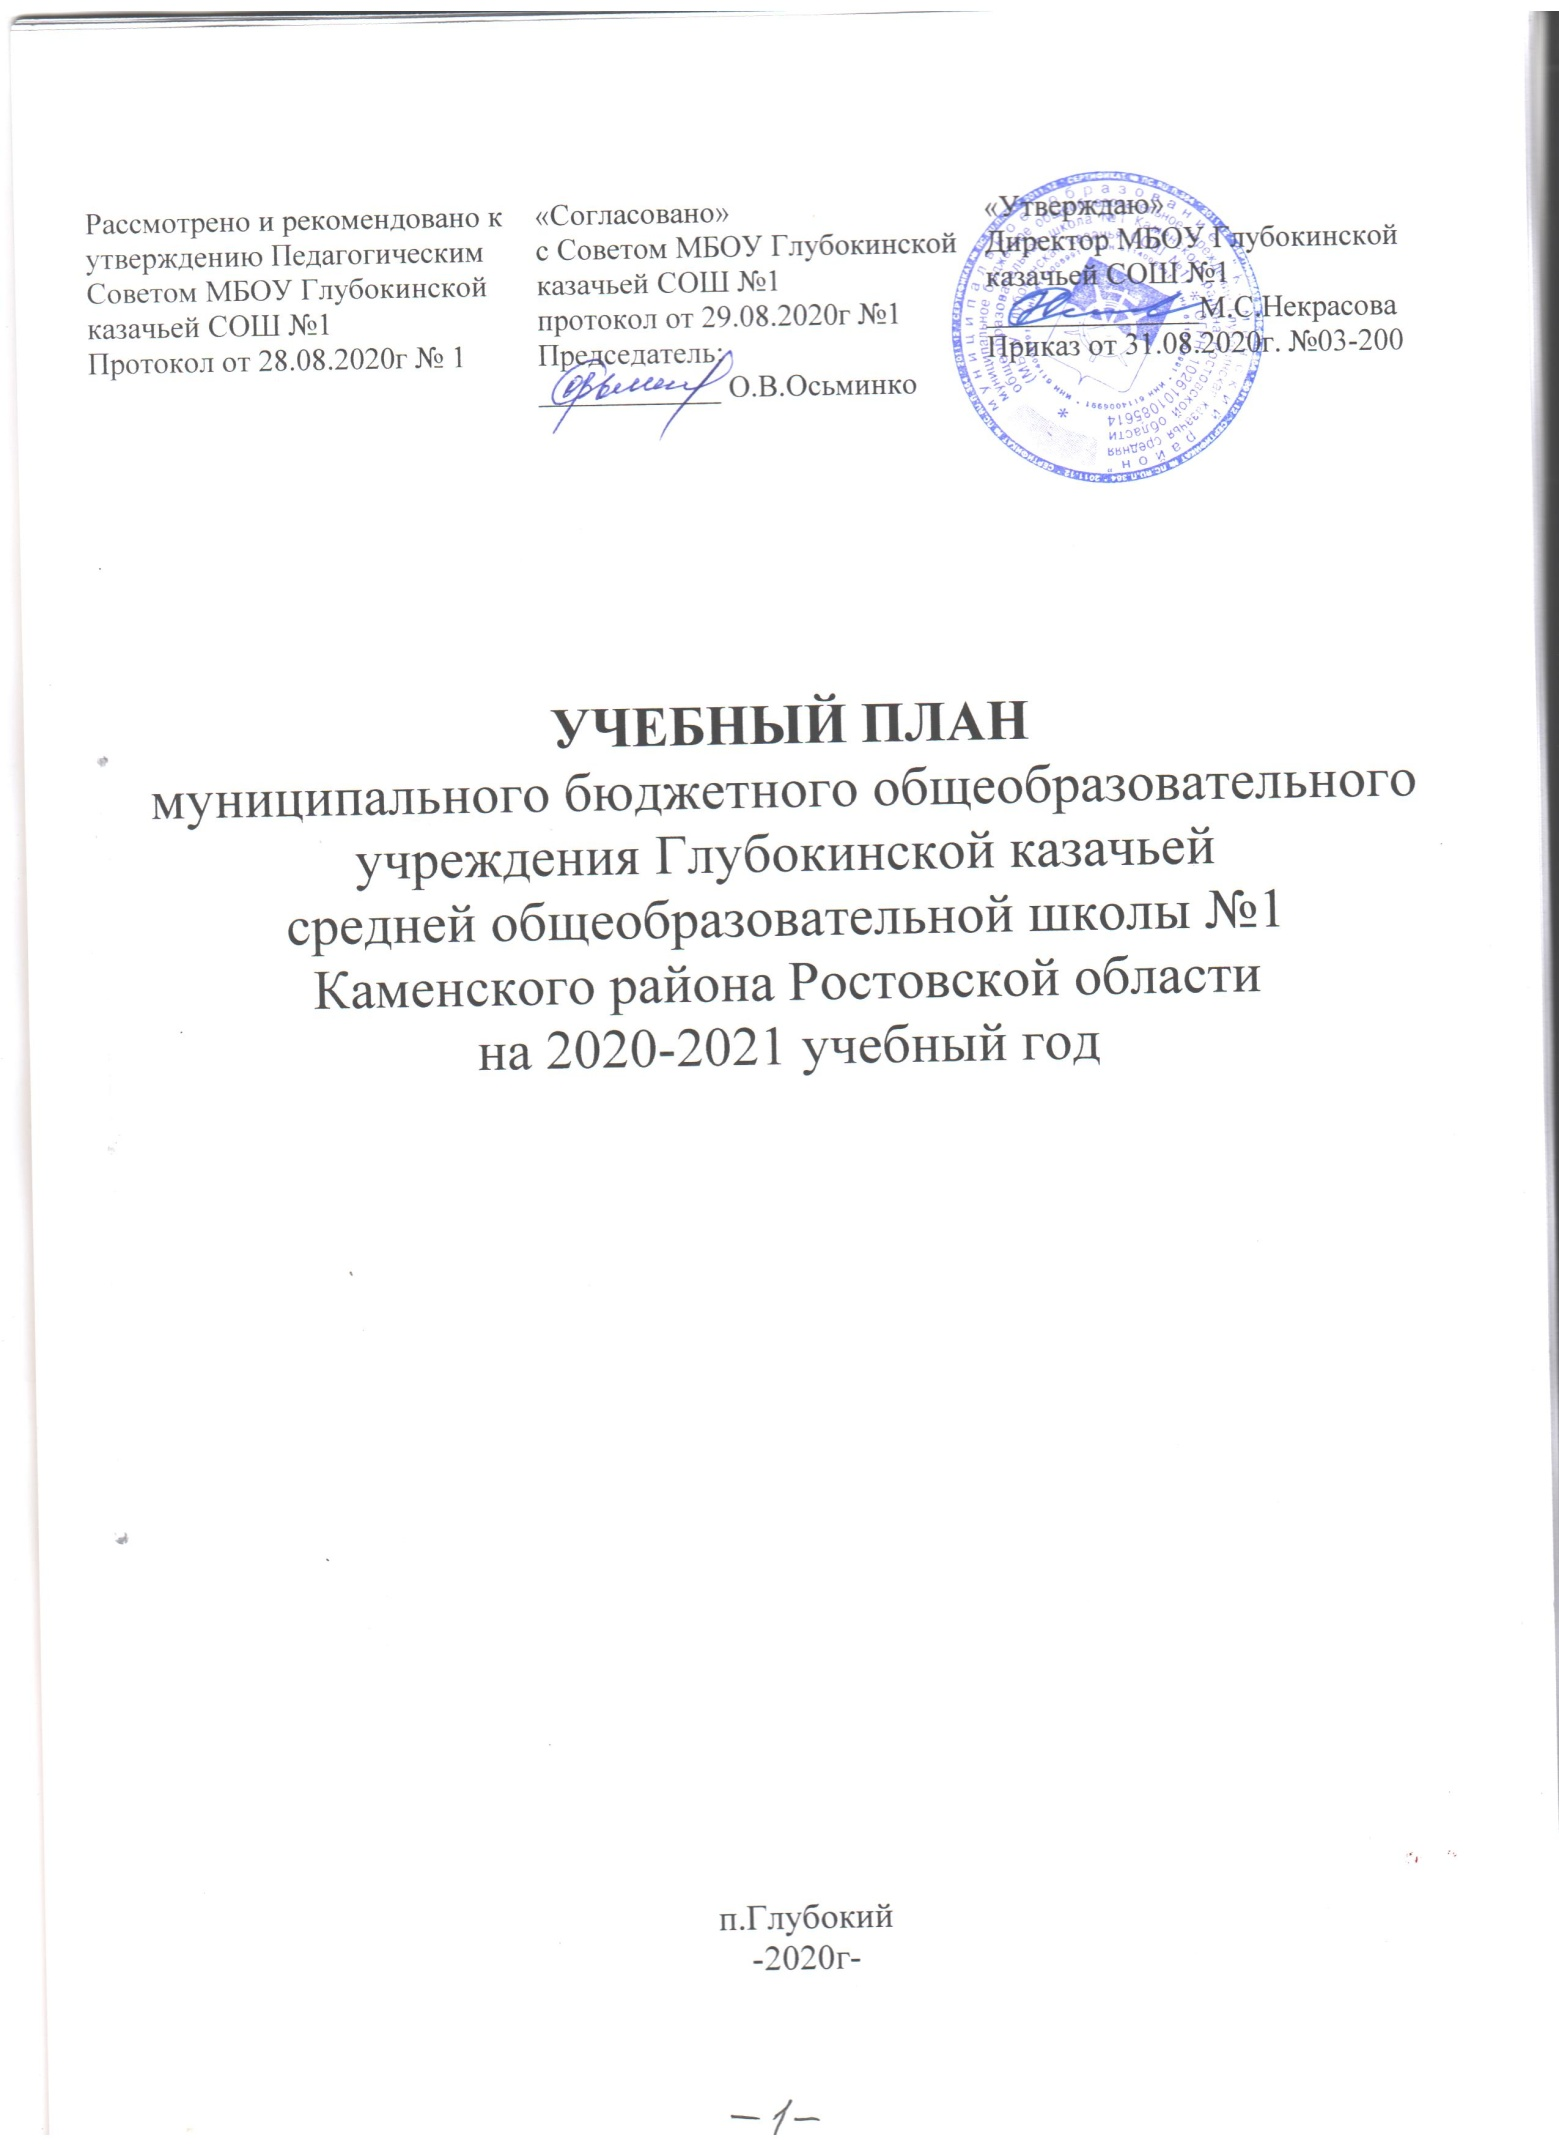 Рассмотрено и рекомендовано к
утверждению Педагогическим
Советом МБОУ Глубокинской
казачьей СОШ №1
Протокол от 28.08.2020г № 1
«Согласовано»
с Советом МБОУ Глубокинской
казачьей СОШ №1
протокол от 29.08.2020г №1
Председатель:
О.В.Осьминко
«Утверждаю»
Директор МБОУ Глубокинской
казачьей СОШ №1
М.С.Некрасова
Приказ от 31.08.2020г. №03-200
УЧЕБНЫЙ ПЛАН
муниципального бюджетного общеобразовательного
учреждения Глубокинской казачьей
средней общеобразовательной школы №1
Каменского района Ростовской области
на 2020-2021 учебный год
п.Глубокий
-2020г-
-1-